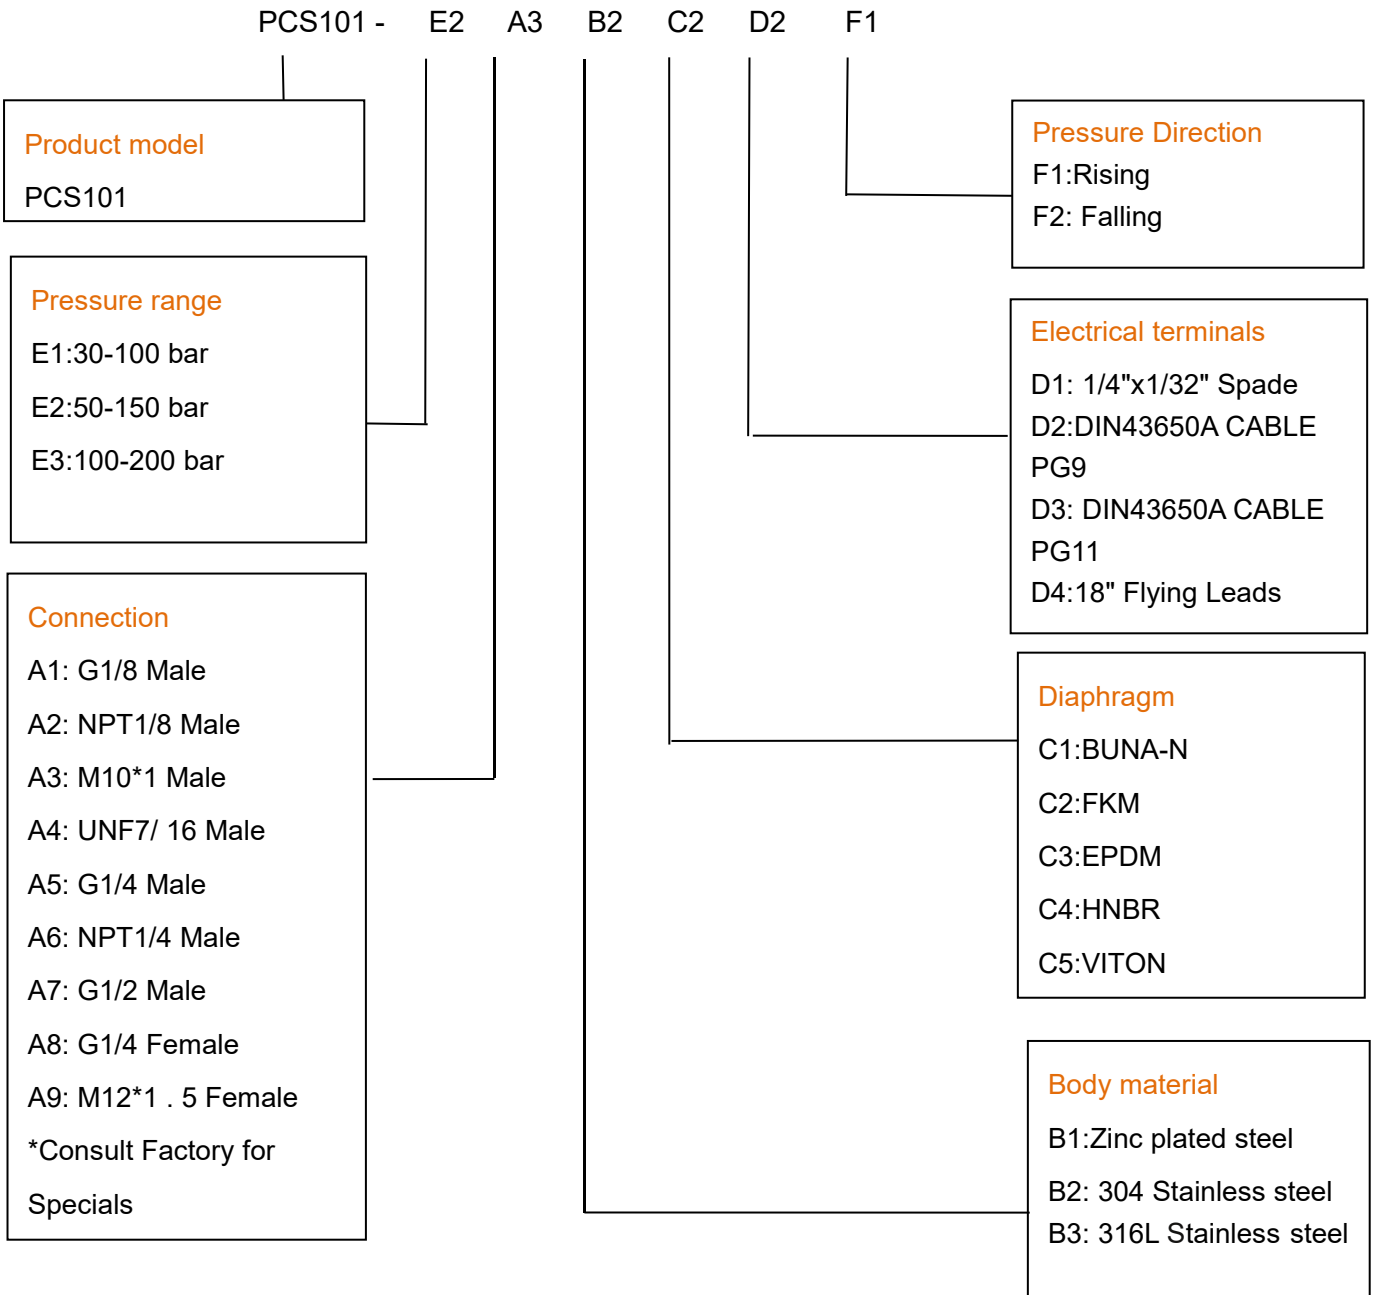 PCS101 - E2 A3 B2 C2 D2 F1
Product model
PCS101
Pressure range
E1:30-100 bar
E2:50-150 bar
E3:100-200 bar
Connection
A1: G1/8 Male
A2: NPT1/8 Male
A3: M10*1 Male
A4: UNF7/ 16 Male
A5: G1/4 Male
A6: NPT1/4 Male
A7: G1/2 Male
A8: G1/4 Female
A9: M12*1 . 5 Female
*Consult Factory for
Specials
Pressure Direction
F1:Rising
F2: Falling
Electrical terminals
D1: 1/4"x1/32" Spade
D2:DIN43650A CABLE
PG9
D3: DIN43650A CABLE
PG11
D4:18" Flying Leads
Diaphragm
C1:BUNA-N
C2:FKM
C3:EPDM
C4:HNBR
C5:VITON
Body material
B1:Zinc plated steel
B2: 304 Stainless steel
B3: 316L Stainless steel